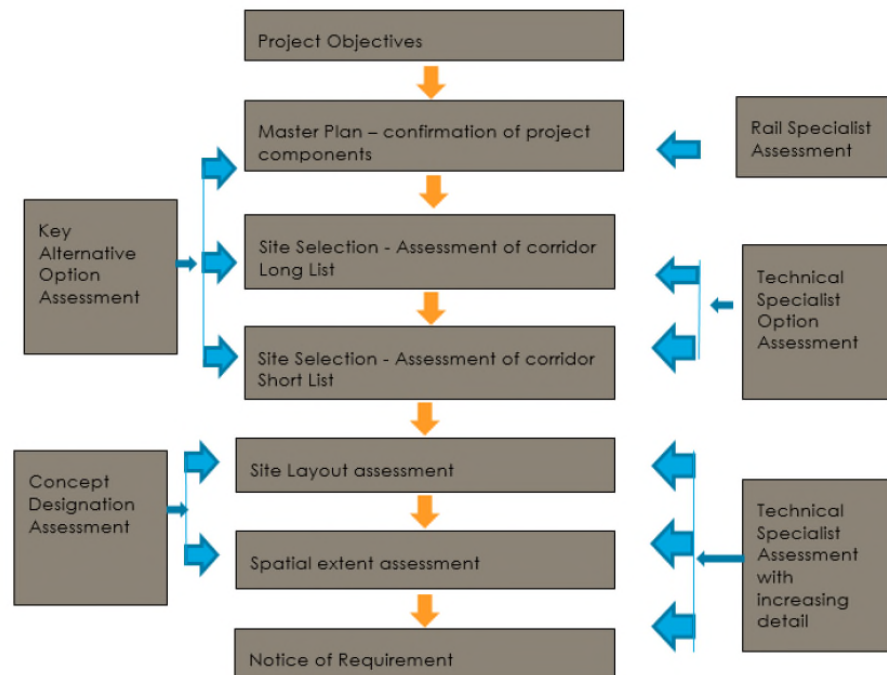 Project Objectives
Master Plan – confirmation of project
components
Rail Specialist
Assessment
Key
Alternative
Option
Assessment
Site Selection - Assessment of corridor
Long List
Technical
Specialist
Option
Assessment
Site Selection - Assessment of corridor
Short List
Concept
Designation
Assessment
Site Layout assessment
Technical
Specialist
Assessment
with
increasing
detail
Spatial extent assessment
Notice of Requirement